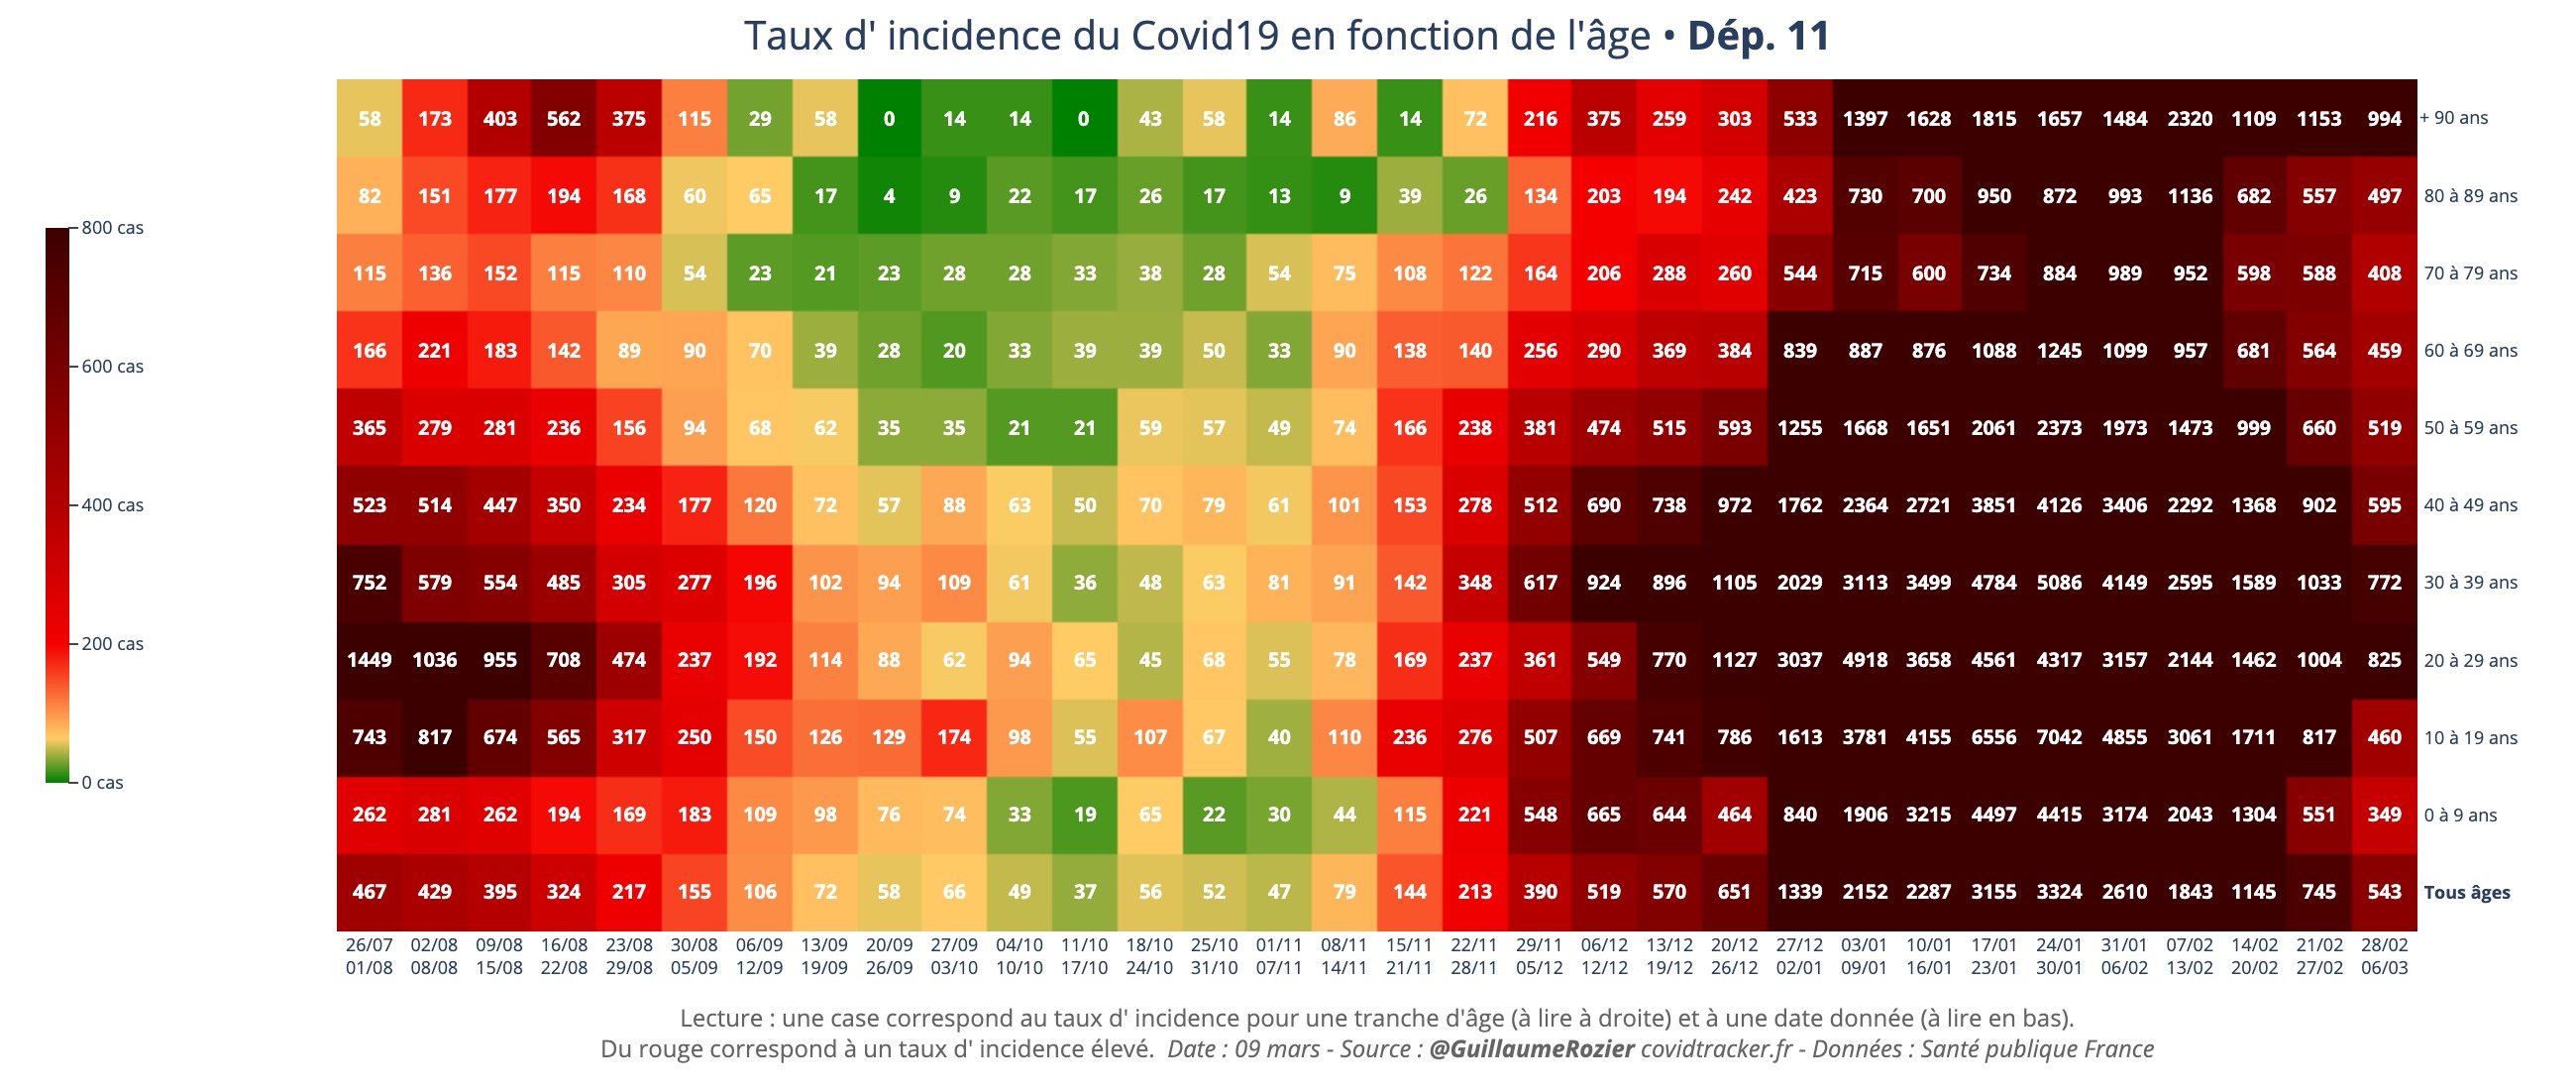 Taux d' incidence du Covid19 en fonction de l'âge • Dép. 11
58 173 403 562 375 115 29 58 0 14 14 0 43 58 14 86 14 72 216 375 259 303 533 1397 1628 1815 1657 1484 2320 1109 1153 994 + 90 ans
82 151 177 194 168 60 65 17 4 9 22 17 26 17 13 9 39 26 134 203 194 242 423 730 700 950 872 993 1136 682 557 497 80 à 89 ans
800 cas
115 136 152 115 110 54 23 21 23 28 28 33 38 28 54 75 108 122 164 206 288 260 544 715 600 734 884 989 952 598 588 408 70 à 79 ans
166 221 183 142 89 90 70 39 28 20 33 39 39 50 33 90 138 140 256 290 369 384 839 887 876 1088 1245 1099 957 681 564 459 60 à 69 ans
600 cas
365 279 281 236 156 94 68 62 35 35 21 21 59 57 49 74 166 238 381 474 515 593 1255 1668 1651 2061 2373 1973 1473 999 660 519 50 à 59 ans
400 cas
523 514 447 350 234 177 120 72 57 88 63 50 70 79 61 101 153 278 512 690 738 972 1762 2364 2721 3851 4126 3406 2292 1368 902 595 40 à 49 ans
752 579 554 485 305 277 196 102 94 109 61 36 48 63 81 91 142 348 617 924 896 1105 2029 3113 3499 4784 5086 4149 2595 1589 1033 772 30 à 39 ans
200 cas
1449 1036 955 708 474 237 192 114 88 62 94 65 45 68 55 78 169 237 361 549 770 1127 3037 4918 3658 4561 4317 3157 2144 1462 1004 825 20 à 29 ans
743 817 674 565 317 250 150 126 129 174 98 55 107 67 40 110 236 276 507 669 741 786 1613 3781 4155 6556 7042 4855 3061 1711 817 460 10 à 19 ans
0 cas
262 281 262 194 169 183 109 98 76 74 33 19 65 22 30 44 115 221 548 665 644 464 840 1906 3215 4497 4415 3174 2043 1304 551 349 0 à 9 ans
467 429 395 324 217 155 106 72 58 66 49 37 56 52 47 79 144 213 390 519 570 651 1339 2152 2287 3155 3324 2610 1843 1145 745 543 Tous âges
26/07 02/08 09/08 16/08 23/08 30/08 06/09 13/09 20/09 27/09 04/10 11/10 18/10 25/10 01/11 08/11 15/11 22/11 29/11 06/12 13/12 20/12 27/12 03/01 10/01 17/01 24/01 31/01 07/02 14/02 21/02 28/02
01/08 08/08 15/08 22/08 29/08 05/09 12/09 19/09 26/09 03/10 10/10 17/10 24/10 31/10 07/11 14/11 21/11 28/11 05/12 12/12 19/12 26/12 02/01 09/01 16/01 23/01 30/01 06/02 13/02 20/02 27/02 06/03
Lecture : une case correspond au taux d' incidence pour une tranche d'âge (à lire à droite) et à une date donnée (à lire en bas).
Du rouge correspond à un taux d' incidence élevé. Date : 09 mars - Source : @GuillaumeRozier covidtracker.fr - Données : Santé publique France